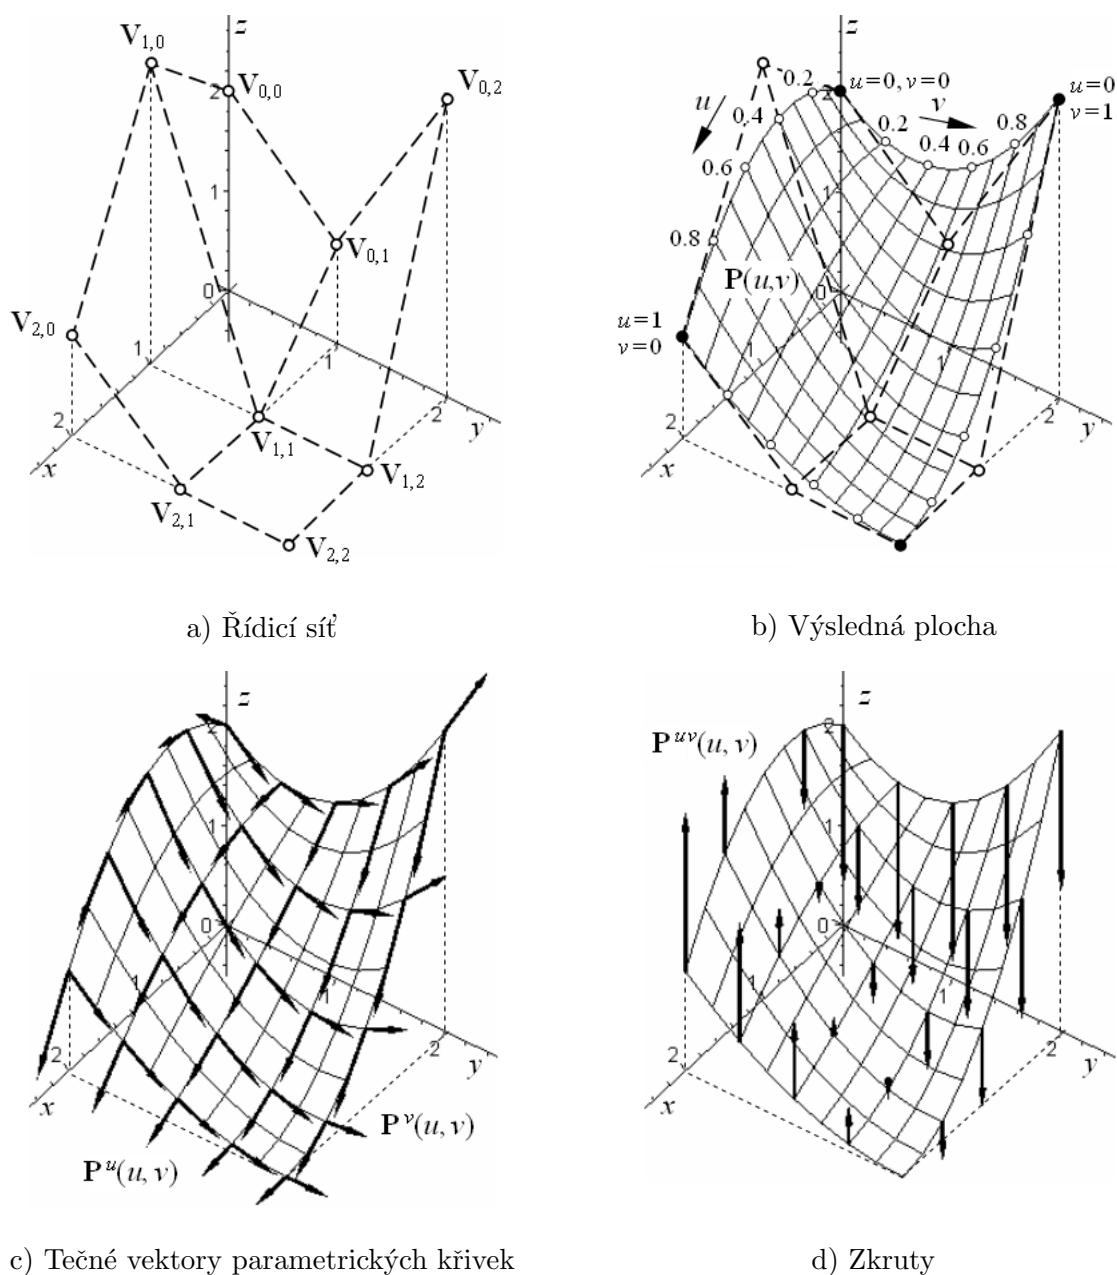 z
V1,0
V0,0
V0,2
2
1
V0,1
0
V2,0
1
1
2
2
x
y
V1,1
V1,2
V2,1
V2,2
a) Řídicí síť
z
0.2
2
u=0, v=0
u=0
v=1
u
v
0.4
0.2
0.4
0.6
0.8
0.6
1
0.8
P(u,v)
0
u=1
v=0
1
1
2
2
x
y
b) Výsledná plocha
z
2
1
0
1
1
2
2
x
y
Pv(u, v)
Pu(u, v)
c) Tečné vektory parametrických křivek
z
2
Puv(u, v)
1
0
1
1
2
2
x
y
d) Zkruty